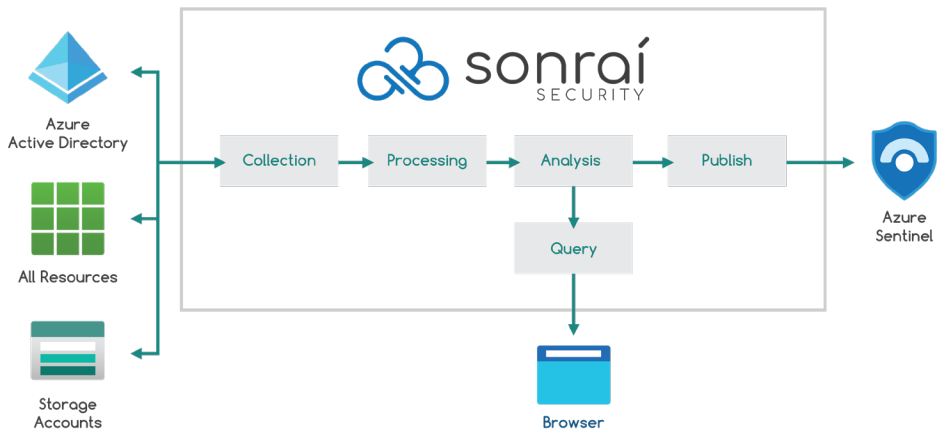 sonraí
SECURITY
Azure
Active Directory
Collection
Processing
Analysis
Publish
Azure
Sentinel
Query
All Resources
Storage
Accounts
Browser